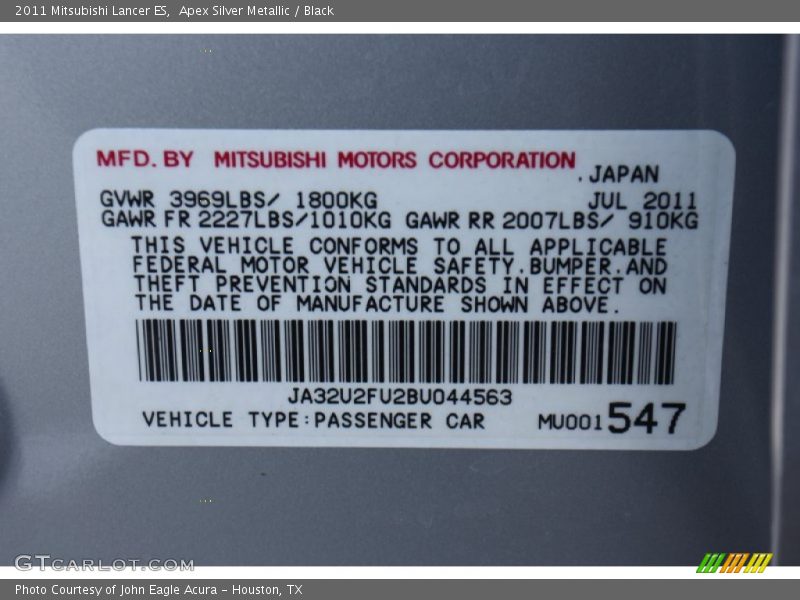 2011 Mitsubishi Lancer ES,  Apex Silver Metallic / Black
MFD. BY MITSUBISHI MOTORS CORPORATION
.JAPAN
GVWR 3969LBS/ 1800KG JUL 2011
GAWR FR 2227LBS/1010KG GAWR RR 2007LBS/ 910KG
THIS VEHICLE CONFORMS TO ALL APPLICABLE
FEDERAL MOTOR VEHICLE SAFETY.BUMPER.AND
THEFT PREVENTION STANDARDS IN EFFECT ON
THE DATE OF MANUFACTURE SHOWN ABOVE.
JA32U2FU2BU044563
VEHICLE TYPE:PASSENGER CAR MU001547
GTCARLOT.COM
Photo Courtesy of John Eagle Acura – Houston, TX